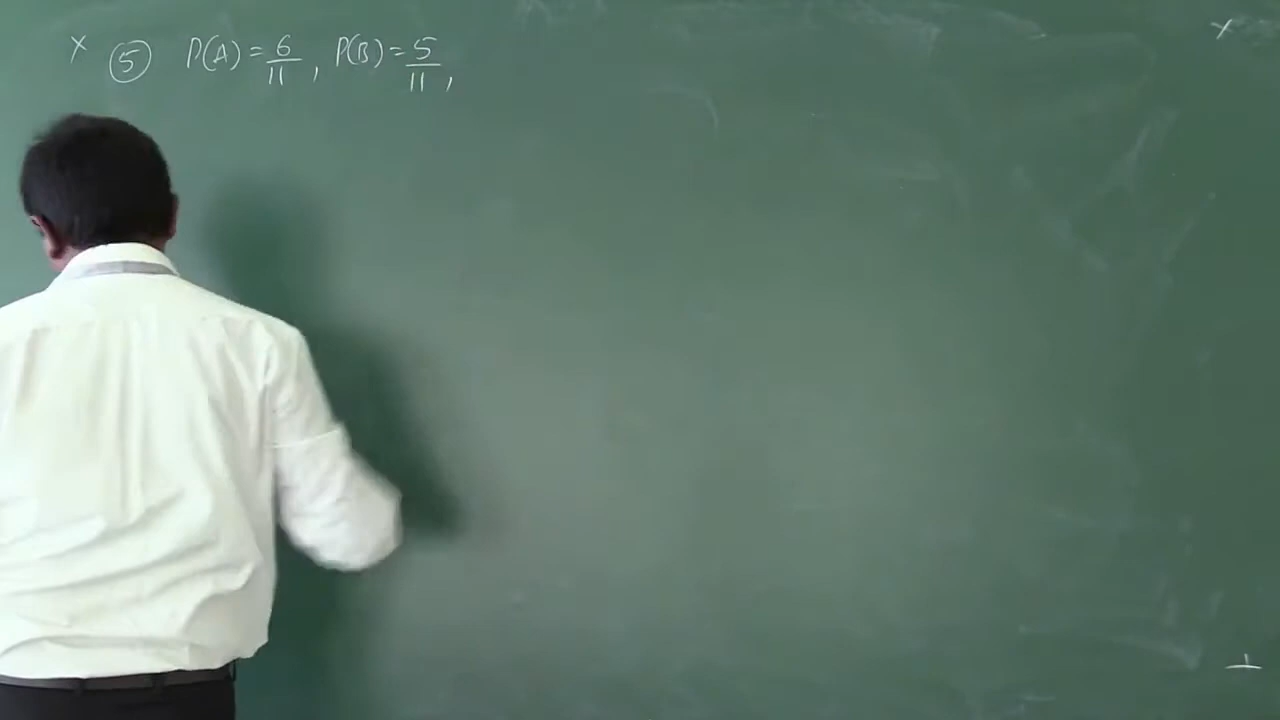 x ⑤ P(A) = 6/11, P(B) = 5/11,